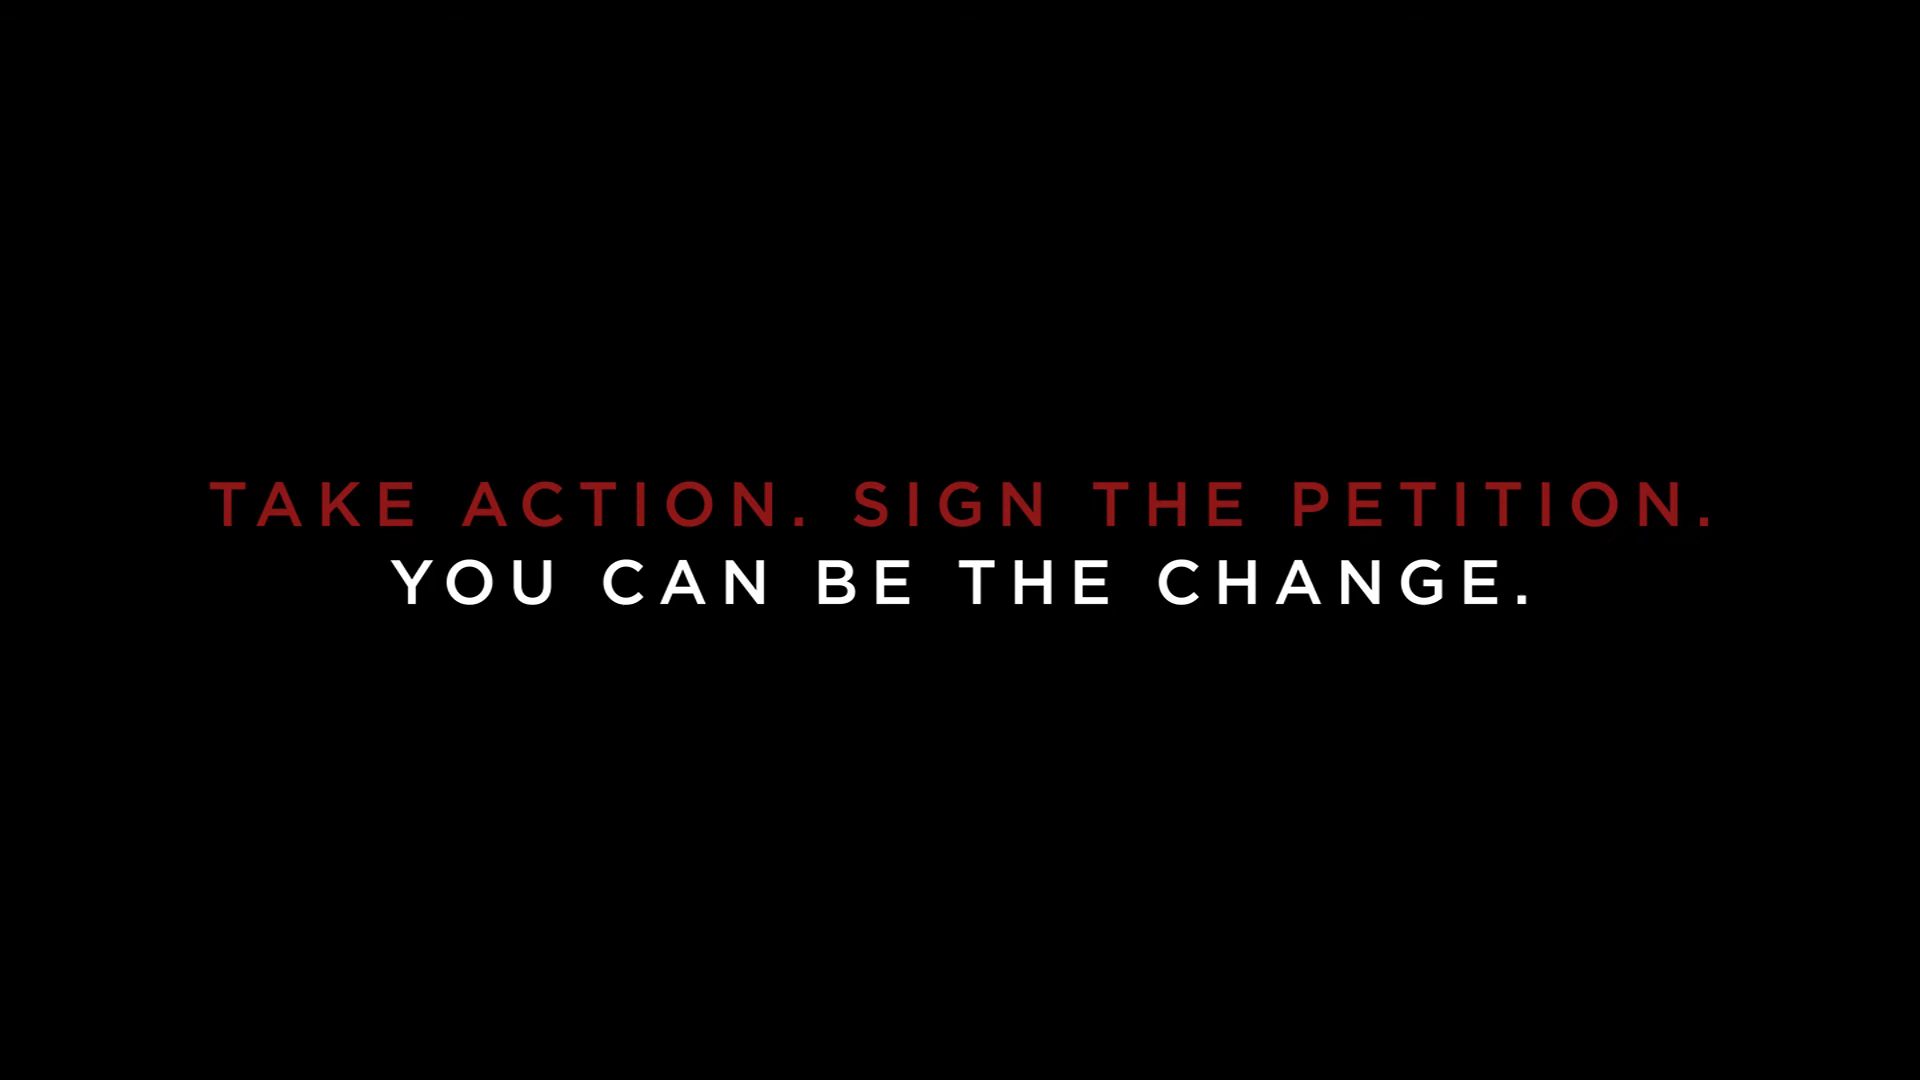 TAKE ACTION. SIGN THE PETITION.
YOU CAN BE THE CHANGE.